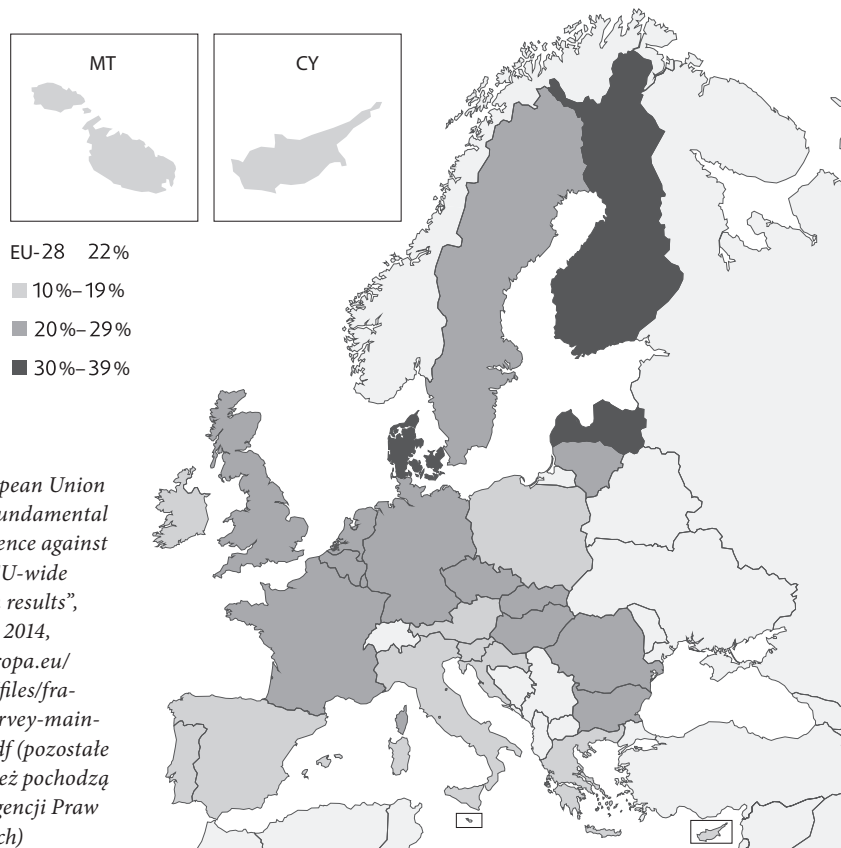 MT
CY
EU-28 22%
10%–19%
20%–29%
30%–39%
pean Union
undamental
ence against
U-wide
results”,
2014,
ropa.eu/
files/fra-
rvey-main-
df (pozostałe
eż pochodzą
gencji Praw
ch)